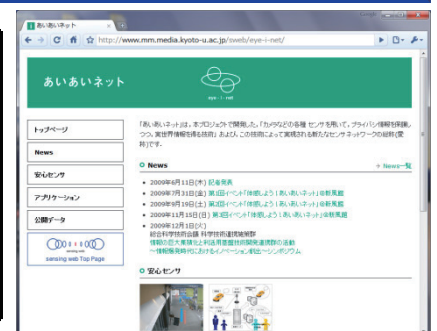 あいあいネット
Google
http://www.mm.media.kyoto-u.ac.jp/sweb/eye-i-net/
あいあいネット
eye-i-net
トップページ
News
安心センサ
アプリケーション
公開データ
sensing web
sensing web Top Page
「あいあいネット」は、本プロジェクトで開発した、「カメラなどの各種 センサを用いて、プライバシ情報を保護し
つつ、実世界情報を得る技術」および、この技術によって実現される新たなセンサネットワークの総称(愛
称)です。
News
News一覧
2009年6月11日(木) 記者発表
2009年7月31日(金) 第1回イベント「体感しよう！あいあいネット」@新風館
2009年9月19日(土) 第2回イベント「体感しよう！あいあいネット」@新風館
2009年11月15日(日) 第3回イベント「体感しよう！あいあいネット」@新風館
2009年12月1日(火)
総合科学技術会議 科学技術連携施策群
情報の巨大集積化と利活用基盤技術開発連携群の活動
～情報爆発時代におけるイノベーション創出～シンポジウム
安心センサ